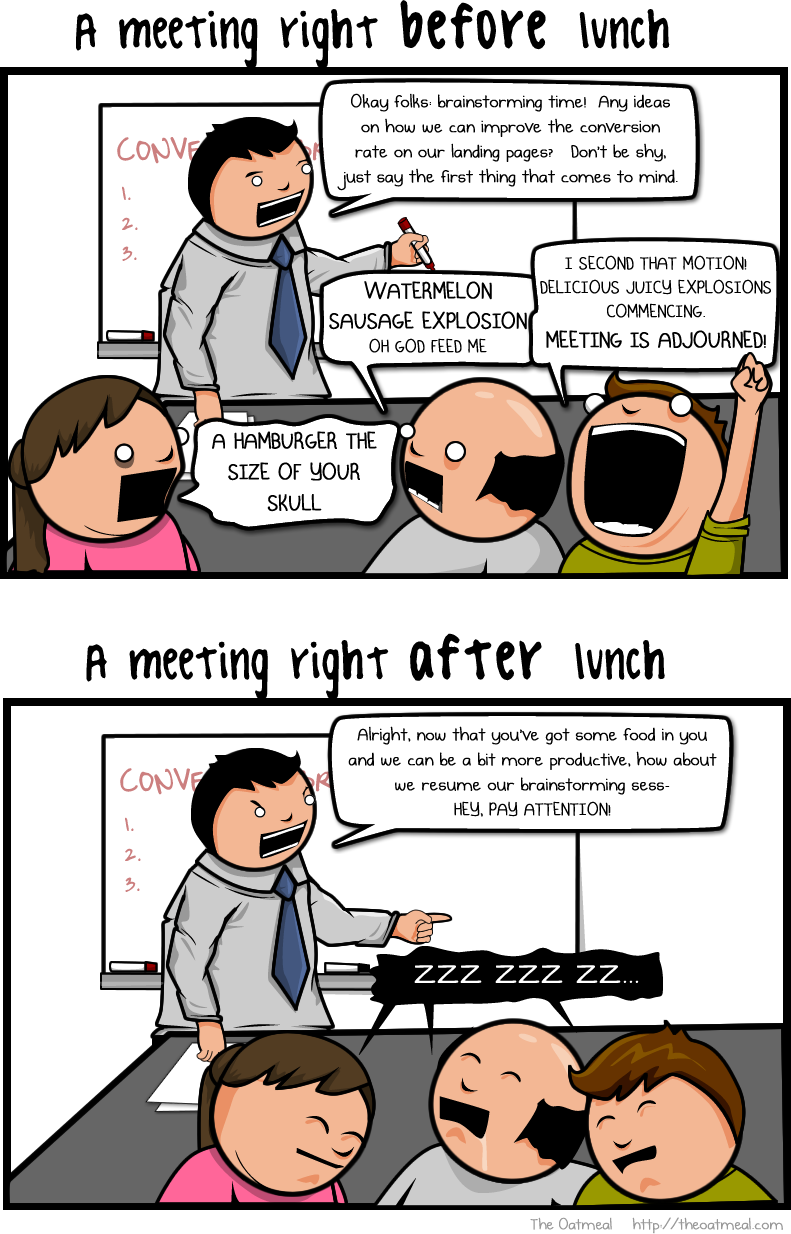 A meeting right before lunch
Okay folks: brainstorming time! Any ideas
on how we can improve the conversion
rate on our landing pages? Don't be shy,
just say the first thing that comes to mind.
CONVE
1.
2.
3.
WATERMELON
SAUSAGE EXPLOSION
OH GOD FEED ME
I SECOND THAT MOTION!
DELICIOUS JUICY EXPLOSIONS
COMMENCING.
MEETING IS ADJOURNED!
A HAMBURGER THE
SIZE OF YOUR
SKULL
A meeting right after lunch
Alright, now that you've got some food in you
and we can be a bit more productive, how about
we resume our brainstorming sess-
HEY, PAY ATTENTION!
CONVE
1.
2.
3.
ZZZ ZZZ ZZ...
The Oatmeal http://theoatmeal.com